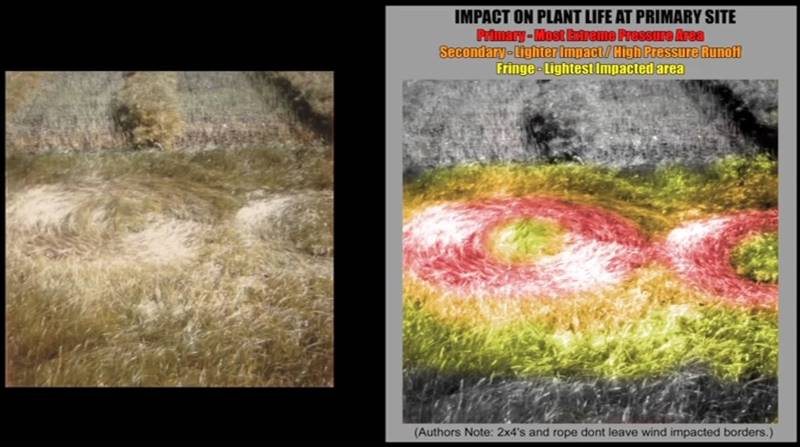 IMPACT ON PLANT LIFE AT PRIMARY SITE
Primary - Most Extreme Pressure Area
Secondary - Lighter Impact / High Pressure Runoff
Fringe - Lightest Impacted area
(Authors Note: 2x4's and rope dont leave wind impacted borders.)